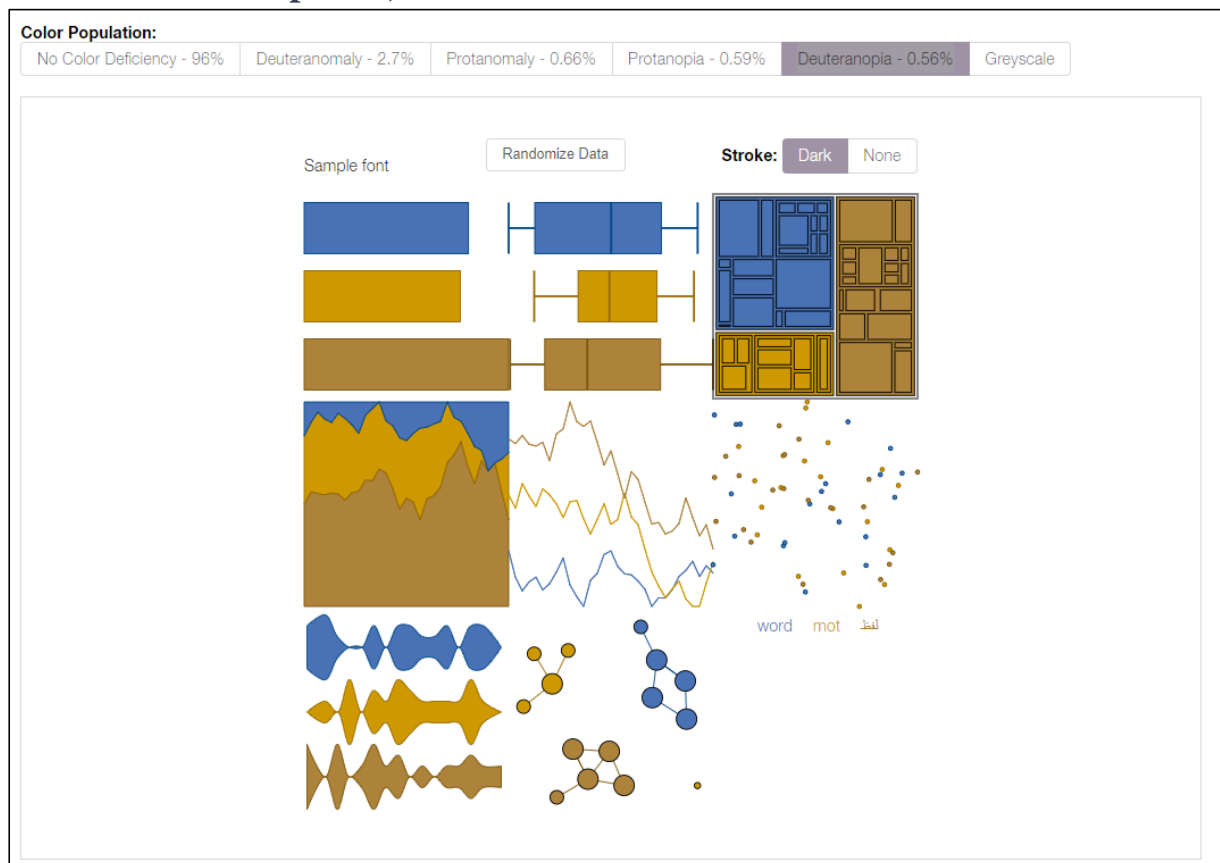 Color Population:
No Color Deficiency - 96% Deuteranomaly - 2.7% Protanomaly - 0.66% Protanopia - 0.59% Deuteranopia - 0.56% Greyscale
Sample font Randomize Data Stroke: Dark None
word mot لفظ